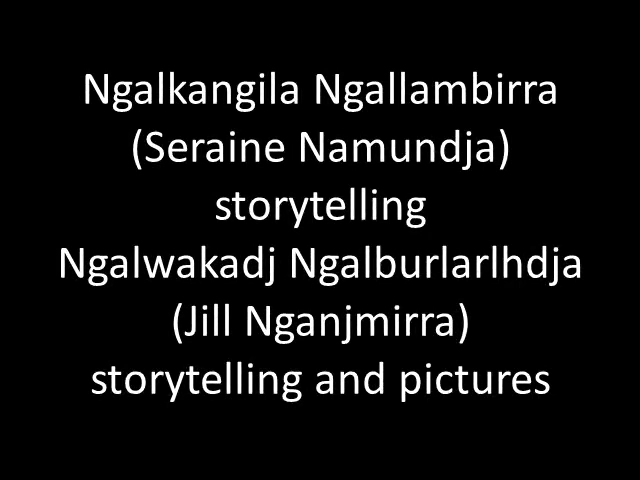 Ngalkangila Ngallambirra
(Seraine Namundja)
storytelling
Ngalwakadj Ngalburlarlhdja
(Jill Nganjmirra)
storytelling and pictures